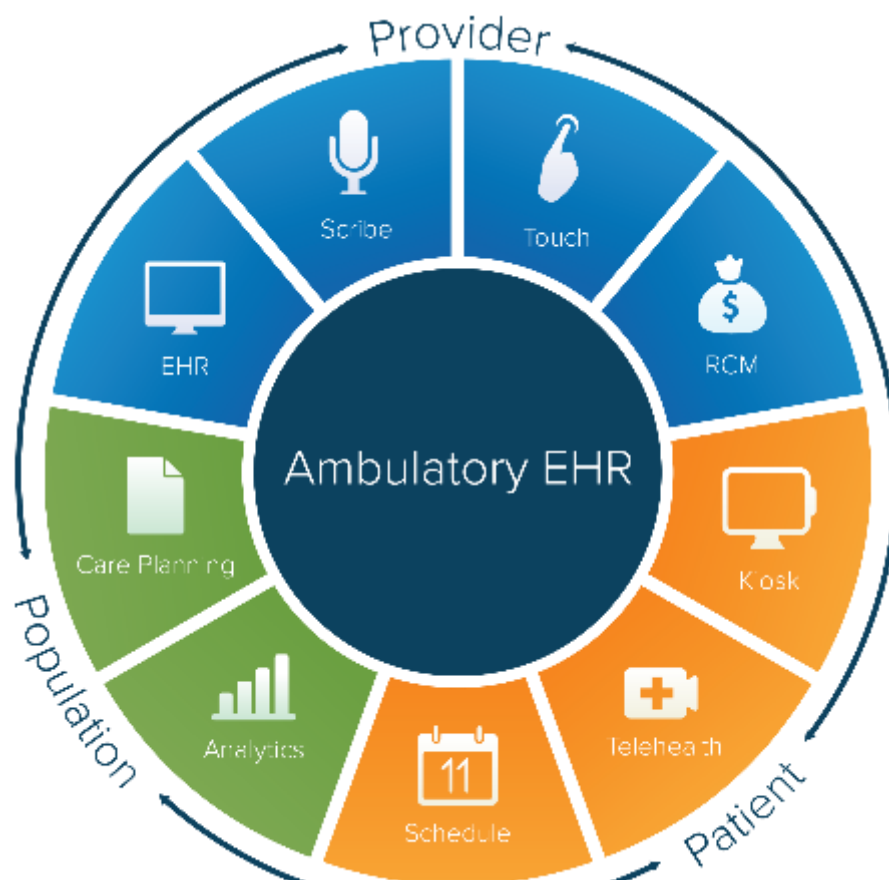 Provider
Scribe
Touch
EHR
$
RCM
Ambulatory EHR
Care Planning
Kiosk
Population
Analytics
Telehealth
11
Schedule
Patient